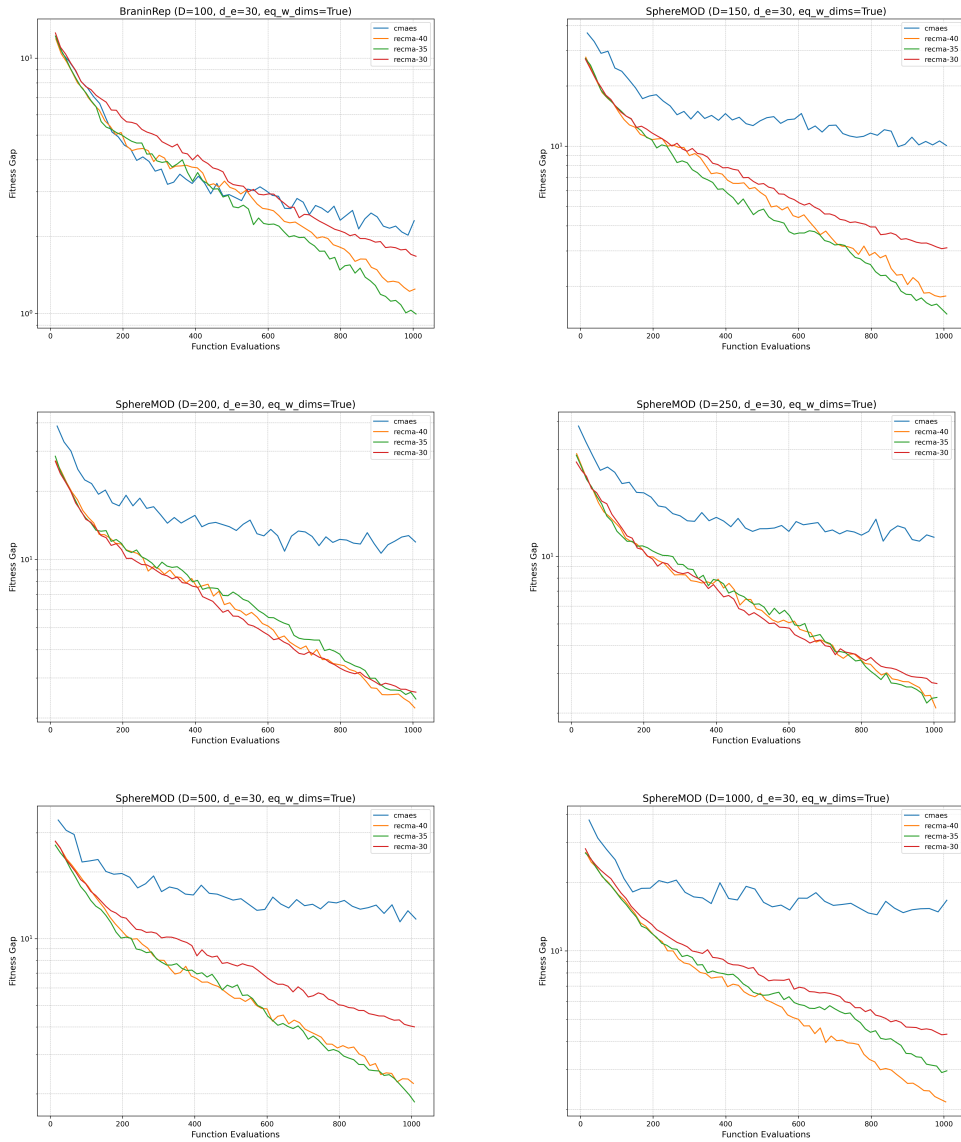 BraninRep (D=100, d_e=30, eq_w_dims=True)
cmaes
recma-40
recma-35
recma-30
10¹
10⁰
Fitness Gap
0 200 400 600 800 1000
Function Evaluations
SphereMOD (D=150, d_e=30, eq_w_dims=True)
cmaes
recma-40
recma-35
recma-30
10¹
Fitness Gap
0 200 400 600 800 1000
Function Evaluations
SphereMOD (D=200, d_e=30, eq_w_dims=True)
cmaes
recma-40
recma-35
recma-30
10¹
Fitness Gap
0 200 400 600 800 1000
Function Evaluations
SphereMOD (D=250, d_e=30, eq_w_dims=True)
cmaes
recma-40
recma-35
recma-30
10¹
Fitness Gap
0 200 400 600 800 1000
Function Evaluations
SphereMOD (D=500, d_e=30, eq_w_dims=True)
cmaes
recma-40
recma-35
recma-30
10¹
Fitness Gap
0 200 400 600 800 1000
Function Evaluations
SphereMOD (D=1000, d_e=30, eq_w_dims=True)
cmaes
recma-40
recma-35
recma-30
10¹
Fitness Gap
0 200 400 600 800 1000
Function Evaluations